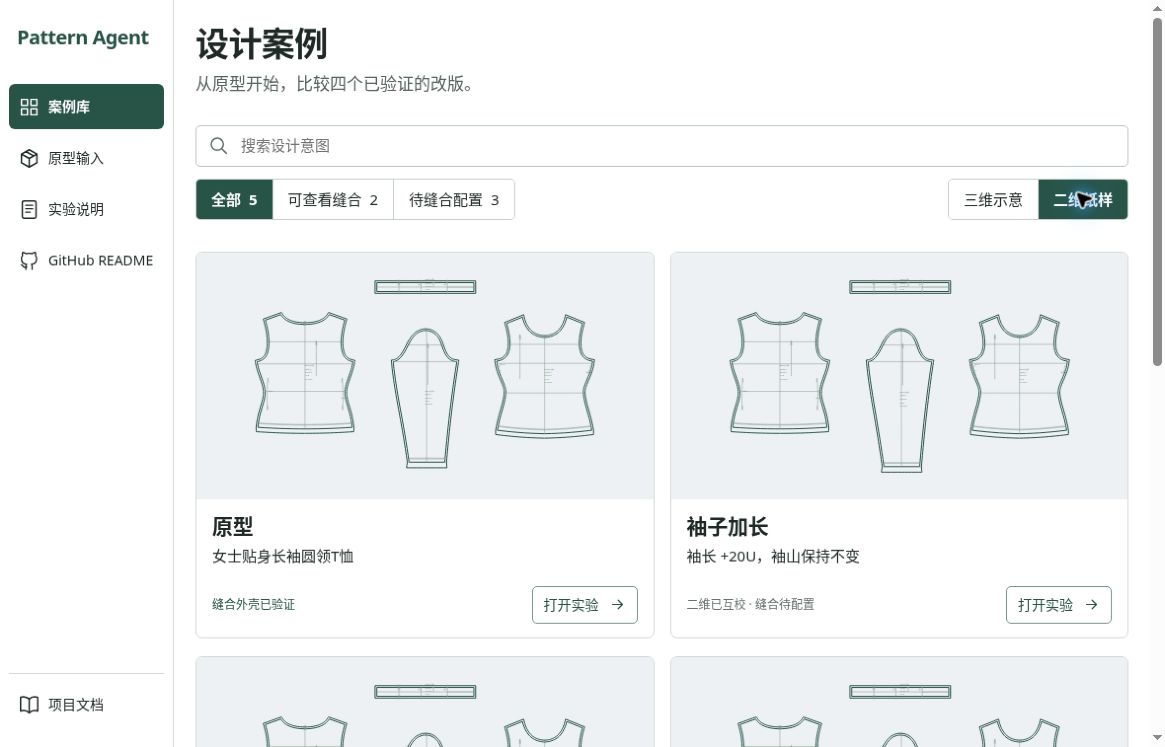 Pattern Agent
案例库
原型输入
实验说明
GitHub README
项目文档
设计案例
从原型开始，比较四个已验证的改版。
搜索设计意图
全部 5
可查看缝合 2
待缝合配置 3
三维示意
二维纸样
原型
女士贴身长袖圆领T恤
缝合外壳已验证
打开实验 →
袖子加长
袖长 +20U，袖山保持不变
二维已互校 · 缝合待配置
打开实验 →